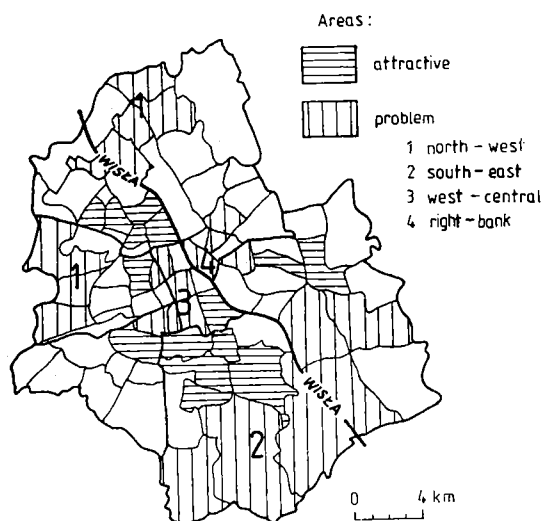 Areas :
attractive
problem
1 north-west
2 south-east
3 west-central
4 right-bank
1
WISŁA
4
1
3
WISŁA
2
0 4 km